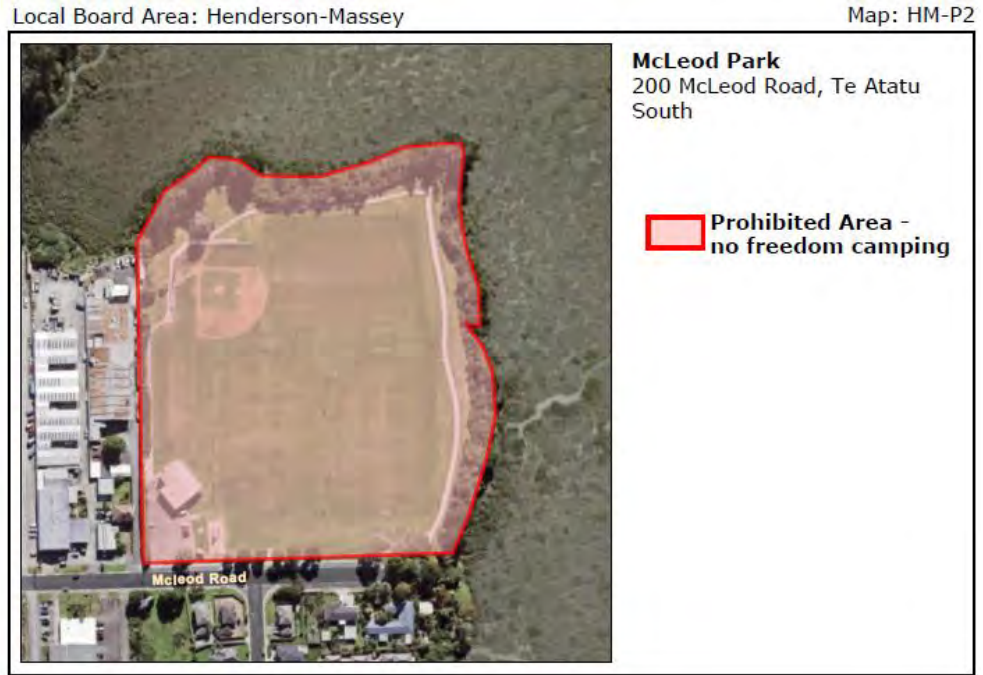 Local Board Area: Henderson-Massey
Map: HM-P2
McLeod Park
200 McLeod Road, Te Atatu
South
Prohibited Area -
no freedom camping
Mcleod Road